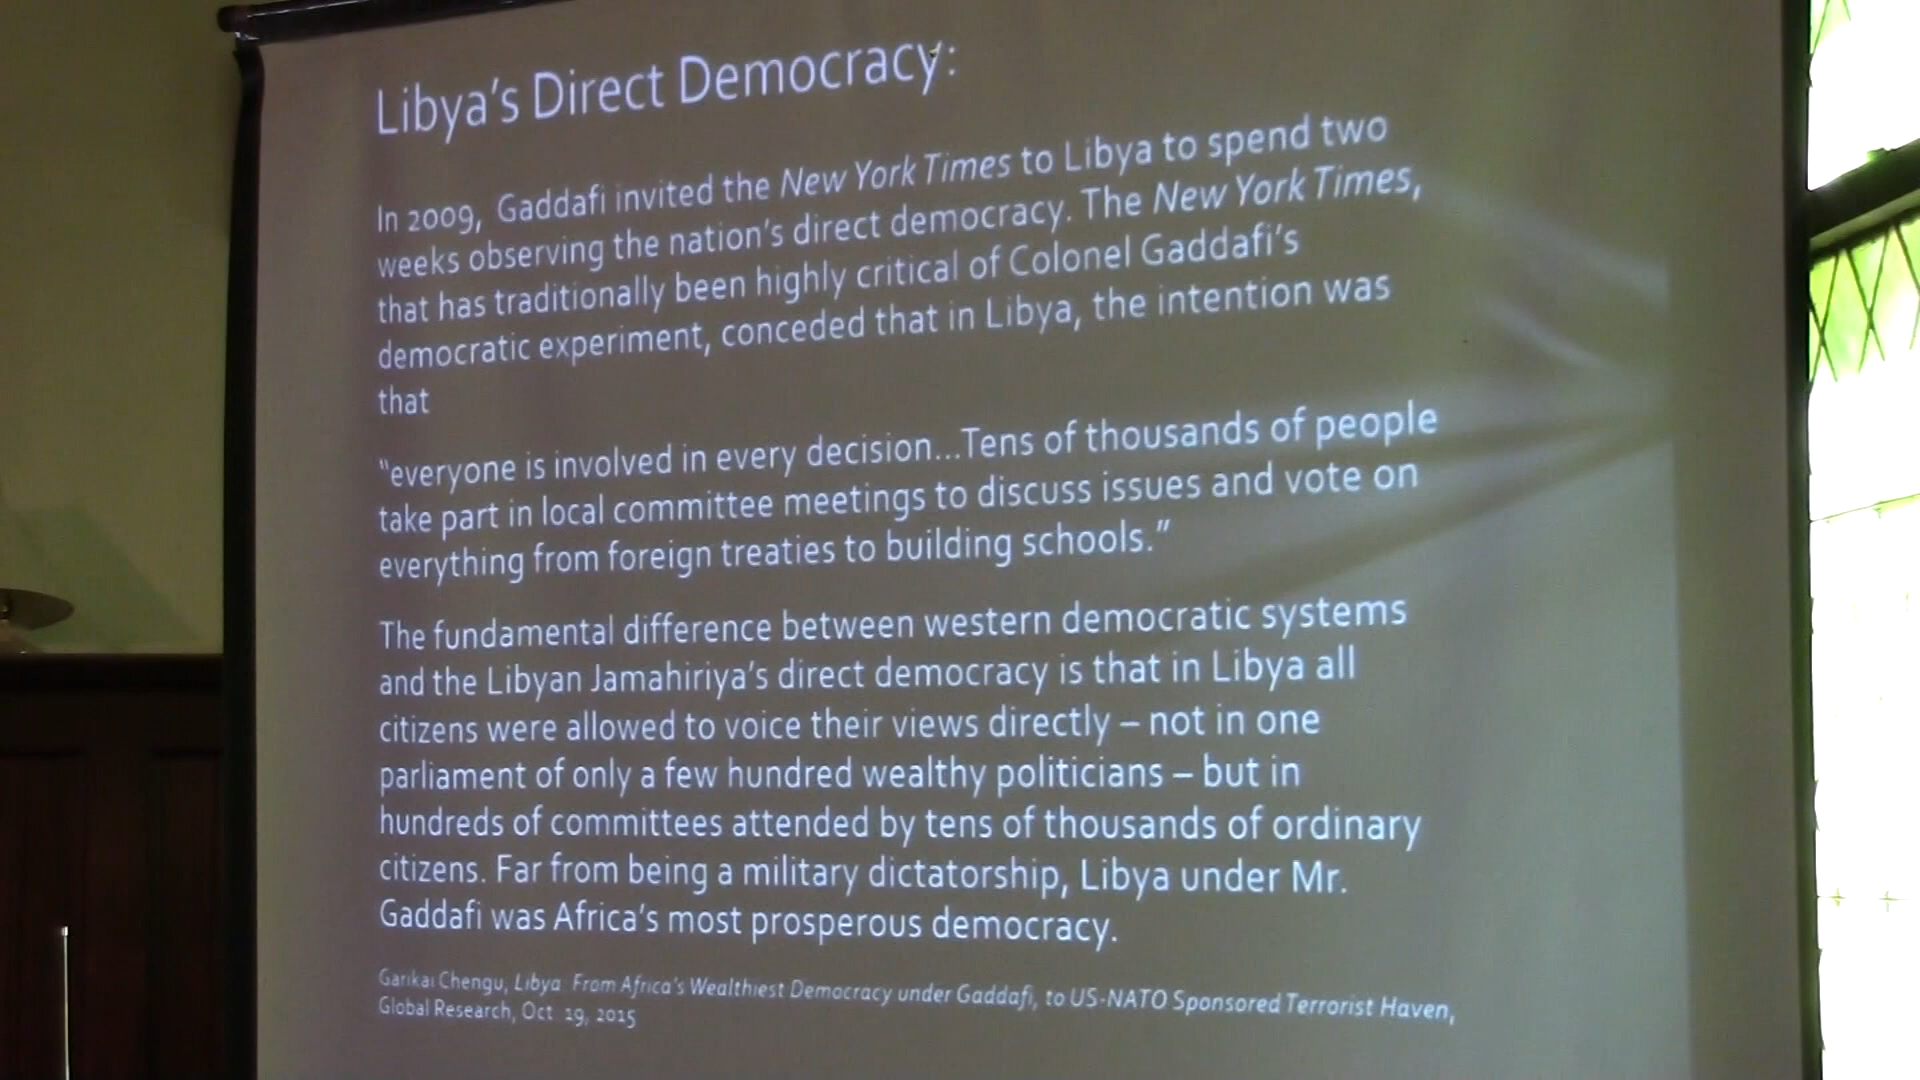 Libya's Direct Democracy:
In 2009, Gaddafi invited the New York Times to Libya to spend two
weeks observing the nation's direct democracy. The New York Times,
that has traditionally been highly critical of Colonel Gaddafi's
democratic experiment, conceded that in Libya, the intention was
that
"everyone is involved in every decision...Tens of thousands of people
take part in local committee meetings to discuss issues and vote on
everything from foreign treaties to building schools."
The fundamental difference between western democratic systems
and the Libyan Jamahiriya's direct democracy is that in Libya all
citizens were allowed to voice their views directly – not in one
parliament of only a few hundred wealthy politicians – but in
hundreds of committees attended by tens of thousands of ordinary
citizens. Far from being a military dictatorship, Libya under Mr.
Gaddafi was Africa's most prosperous democracy.
Garikai Chengu, Libya: From Africa's Wealthiest Democracy under Gaddafi, to US-NATO Sponsored Terrorist Haven,
Global Research, Oct 19, 2015